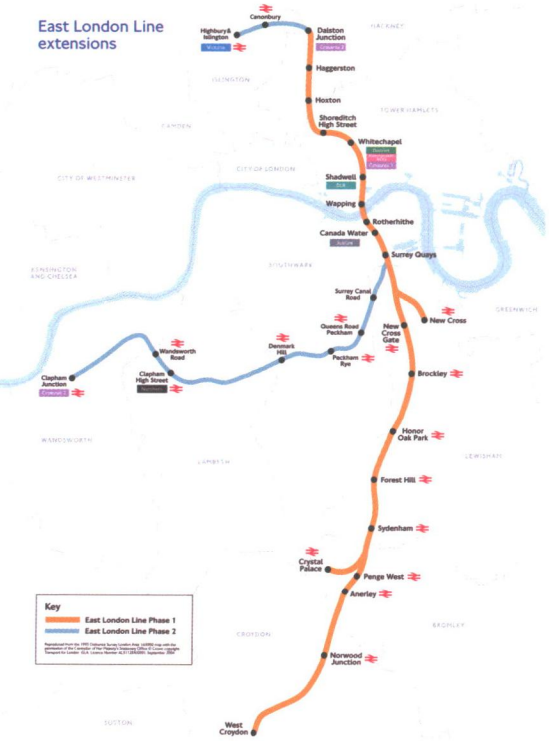 East London Line
extensions
Canonbury
Highbury &
Islington
Dalston
Junction
HACKNEY
Haggerston
ISLINGTON
Hoxton
Shoreditch
High Street
TOWER HAMLETS
CAMDEN
Whitechapel
CITY OF LONDON
CITY OF WESTMINSTER
Shadwell
DLR
Wapping
Rotherhithe
Canada Water
Surrey Quays
SOUTHWARK
KENSINGTON
AND CHELSEA
Surrey Canal
Road
GREENWICH
New Cross
Queens Road
Peckham
New
Cross
Gate
Denmark
Hill
Wandsworth
Road
Peckham
Rye
Clapham
High Street
Clapham
Junction
Brockley
WANDSWORTH
Honor
Oak Park
LAMBETH
LEWISHAM
Forest Hill
Sydenham
Crystal
Palace
Penge West
Anerley
Key
East London Line Phase 1
East London Line Phase 2
BROMLEY
CROYDON
Norwood
Junction
SUTTON
West
Croydon